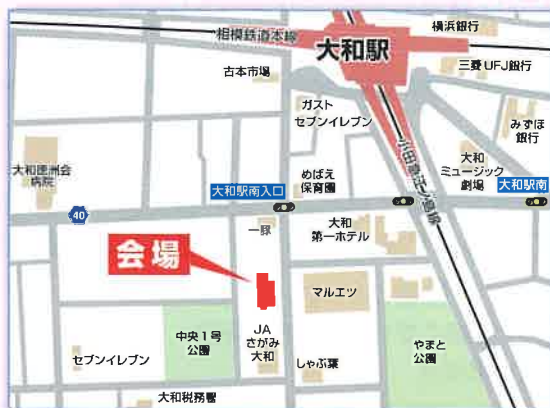 横浜銀行
相模鉄道本線
大和駅
三菱UFJ銀行
古本市場
ガスト
セブンイレブン
みずほ
銀行
大和徳洲会
病院
めばえ
保育園
大和
ミュージック
劇場
大和駅南入口
大和駅南
小田急江ノ島線
40
大和
第一ホテル
会場
マルエツ
中央1号
公園
JA
さがみ
大和
やまと
公園
セブンイレブン
しゃぶ葉
大和税務署